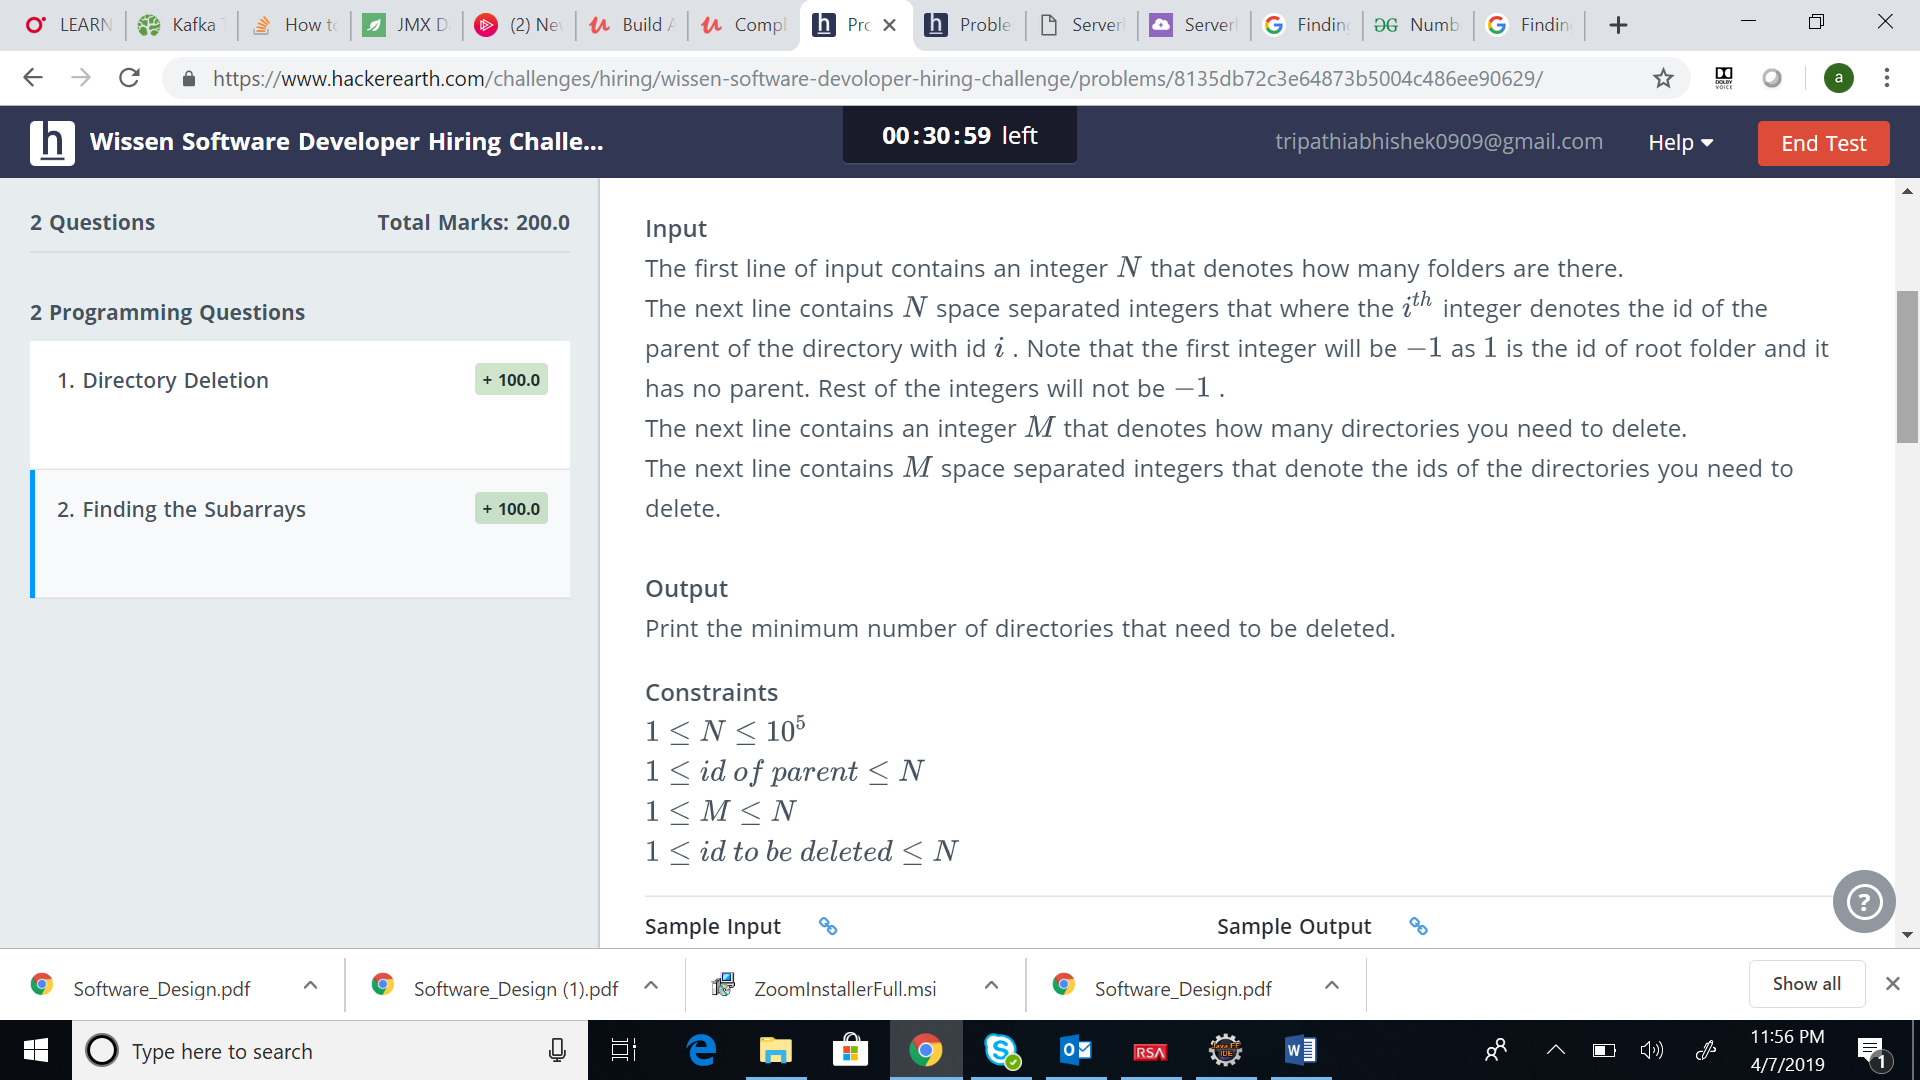 LEARN
Kafka T
How to
JMX D
(2) Nev
Build A
Compl
Pro
Proble
Server
Server
Finding
Numb
Finding
https://www.hackerearth.com/challenges/hiring/wissen-software-devoloper-hiring-challenge/problems/8135db72c3e64873b5004c486ee90629/
DOLBY
VOICE
a
h
Wissen Software Developer Hiring Challe...
00:30:59 left
tripathiabhishek0909@gmail.com
Help
End Test
2 Questions
Total Marks: 200.0
2 Programming Questions
1. Directory Deletion
+ 100.0
2. Finding the Subarrays
+ 100.0
Input
The first line of input contains an integer N that denotes how many folders are there.
The next line contains N space separated integers that where the i^th integer denotes the id of the
parent of the directory with id i . Note that the first integer will be −1 as 1 is the id of root folder and it
has no parent. Rest of the integers will not be −1 .
The next line contains an integer M that denotes how many directories you need to delete.
The next line contains M space separated integers that denote the ids of the directories you need to
delete.
Output
Print the minimum number of directories that need to be deleted.
Constraints
1 ≤ N ≤ 10^5
1 ≤ id of parent ≤ N
1 ≤ M ≤ N
1 ≤ id to be deleted ≤ N
Sample Input
Sample Output
?
Software_Design.pdf
Software_Design (1).pdf
ZoomInstallerFull.msi
Software_Design.pdf
Show all
Type here to search
RSA
Java EE
IDE
11:56 PM
4/7/2019
1